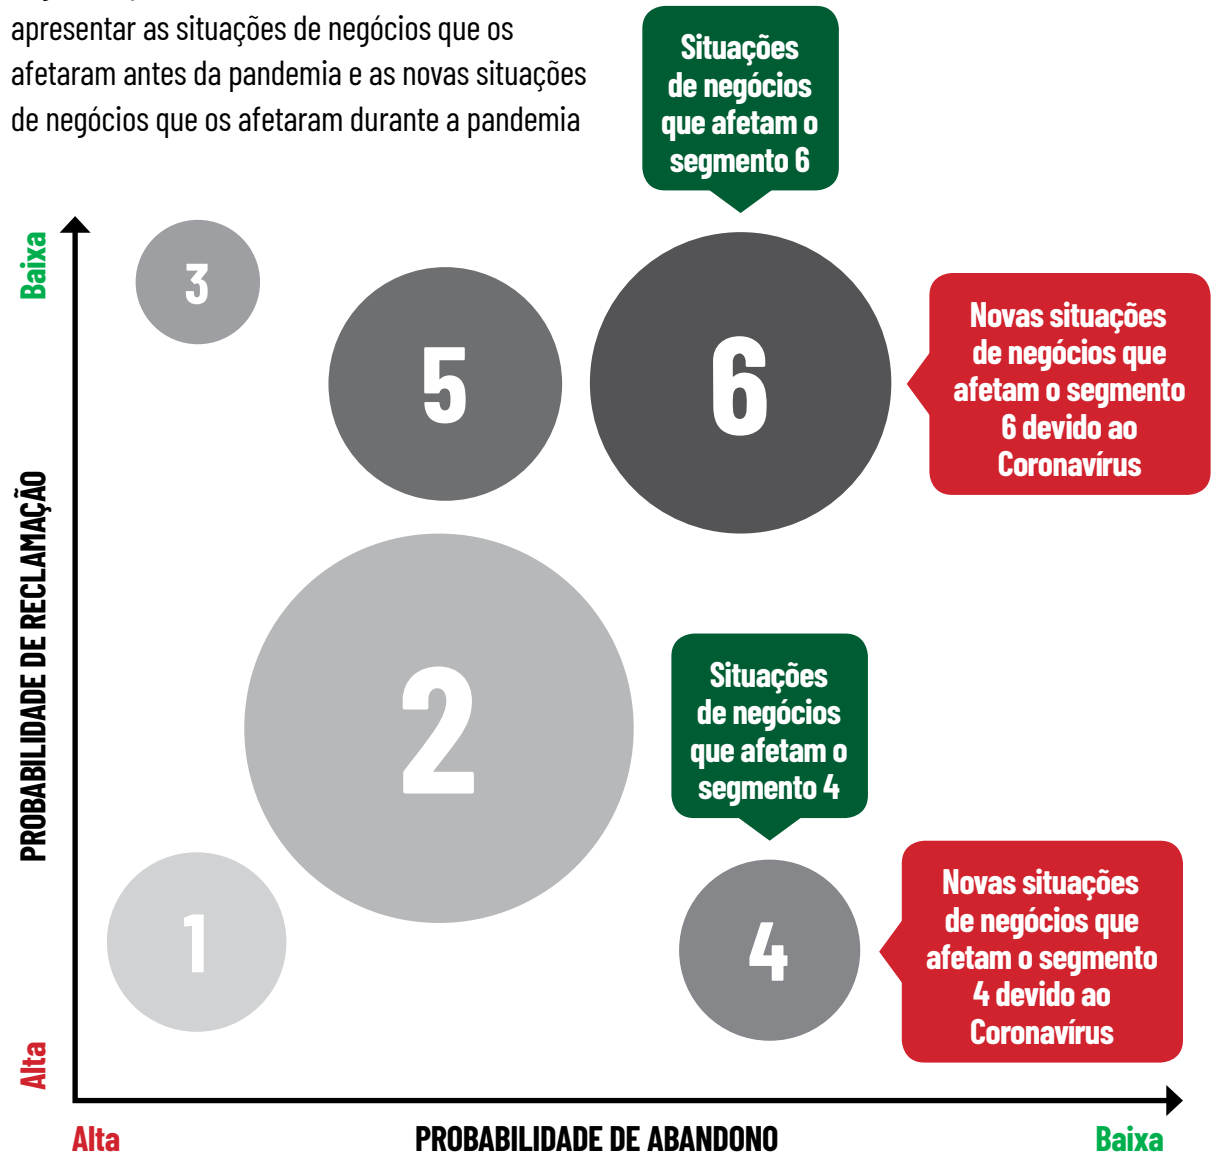 apresentar as situações de negócios que os
afetaram antes da pandemia e as novas situações
de negócios que os afetaram durante a pandemia
Situações
de negócios
que afetam o
segmento 6
Baixa
3
5
6
Novas situações
de negócios que
afetam o segmento
6 devido ao
Coronavírus
PROBABILIDADE DE RECLAMAÇÃO
2
Situações
de negócios
que afetam o
segmento 4
1
4
Novas situações
de negócios que
afetam o segmento
4 devido ao
Coronavírus
Alta
Alta
PROBABILIDADE DE ABANDONO
Baixa